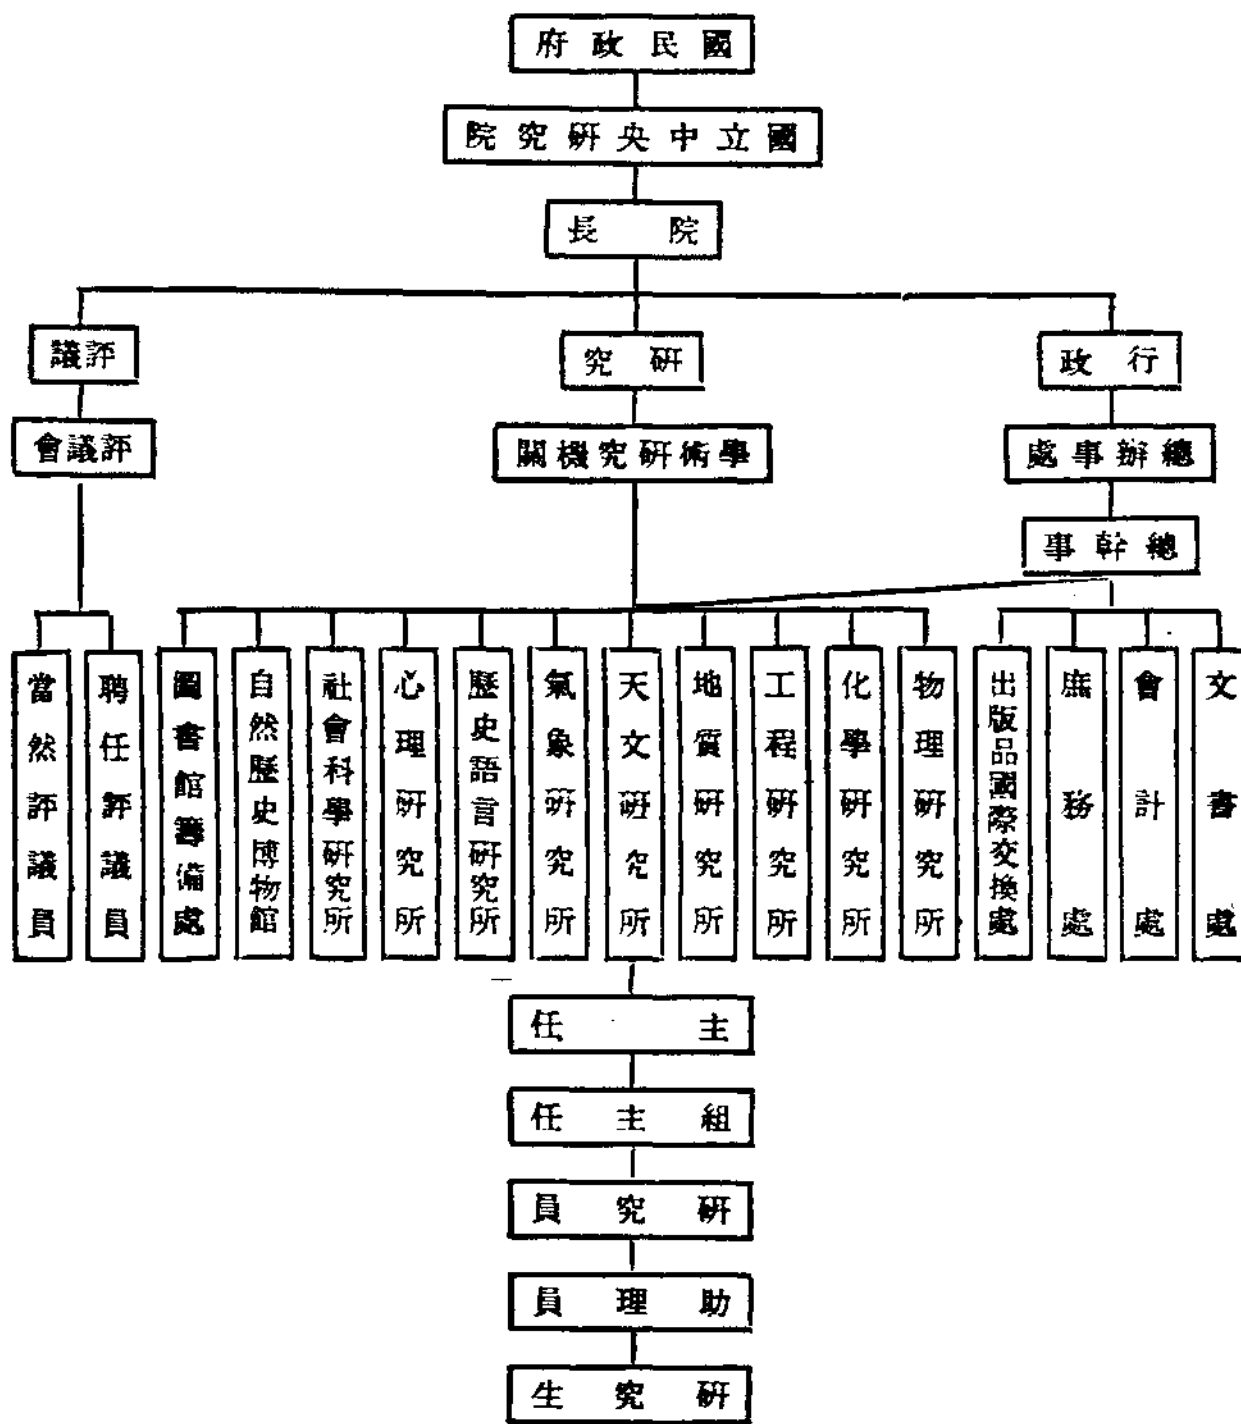 國民政府
國立中央研究院
院長
行政
研究
評議
總辦事處
學術研究機關
評議會
總幹事
文書處
會計處
庶務處
出版品國際交換處
物理研究所
化學研究所
工程研究所
地質研究所
天文研究所
氣象研究所
歷史語言研究所
心理研究所
社會科學研究所
自然歷史博物館
圖書館籌備處
聘任評議員
當然評議員
主任
組主任
研究員
助理員
研究生